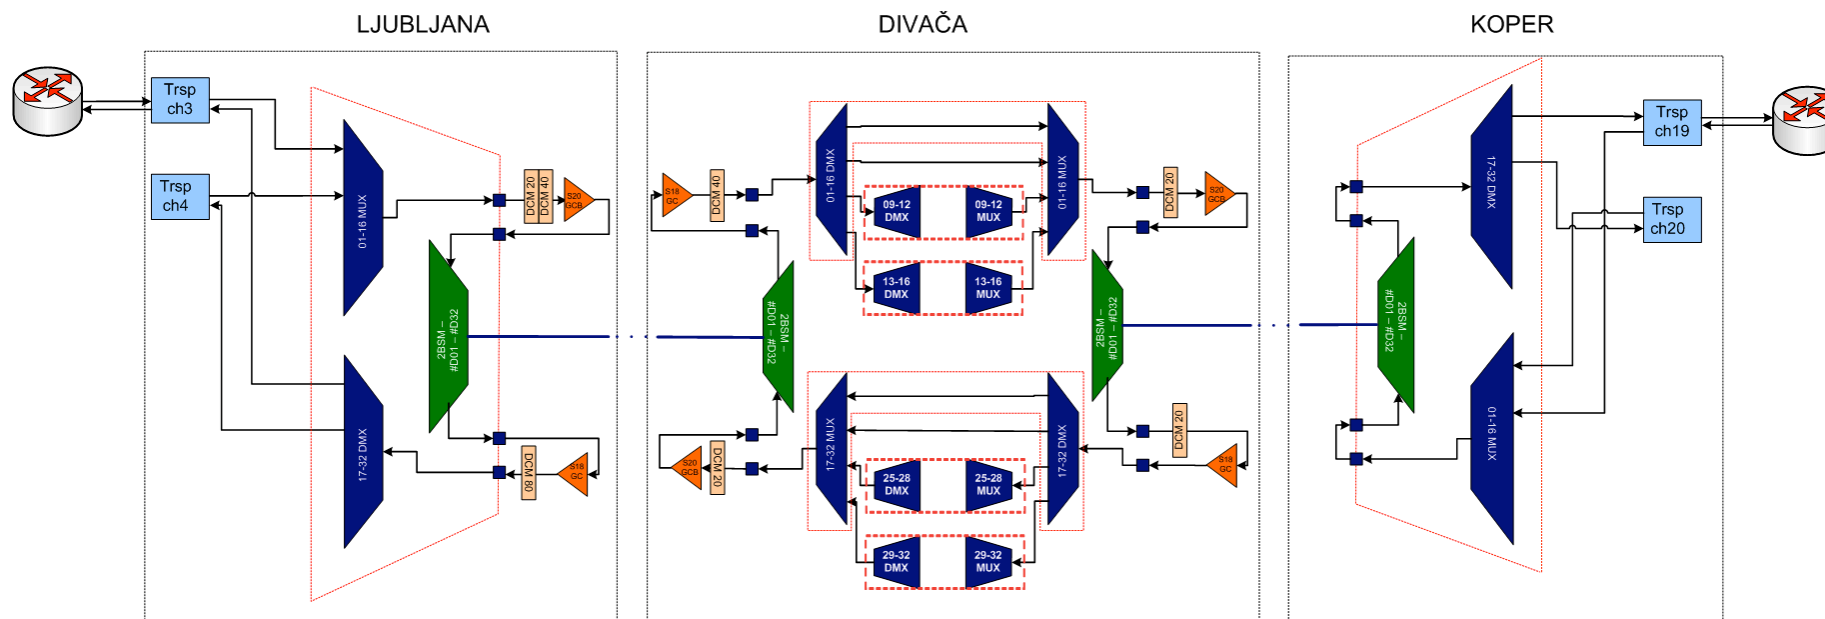 LJUBLJANA
DIVAČA
KOPER
Trsp
ch3
Trsp
ch4
01-16 MUX
17-32 DMX
2BSM –
#D01 – #D32
DCM 20
DCM 40
S20
GCB
DCM 80
S18
GC
S18
GC
DCM 40
2BSM –
#D01 – #D32
S20
GCB
DCM 20
01-16 DMX
09-12
DMX
09-12
MUX
13-16
DMX
13-16
MUX
01-16 MUX
17-32 MUX
25-28
DMX
25-28
MUX
29-32
DMX
29-32
MUX
17-32 DMX
DCM 20
S20
GCB
2BSM –
#D01 – #D32
DCM 20
S18
GC
2BSM –
#D01 – #D32
17-32 DMX
01-16 MUX
Trsp
ch19
Trsp
ch20